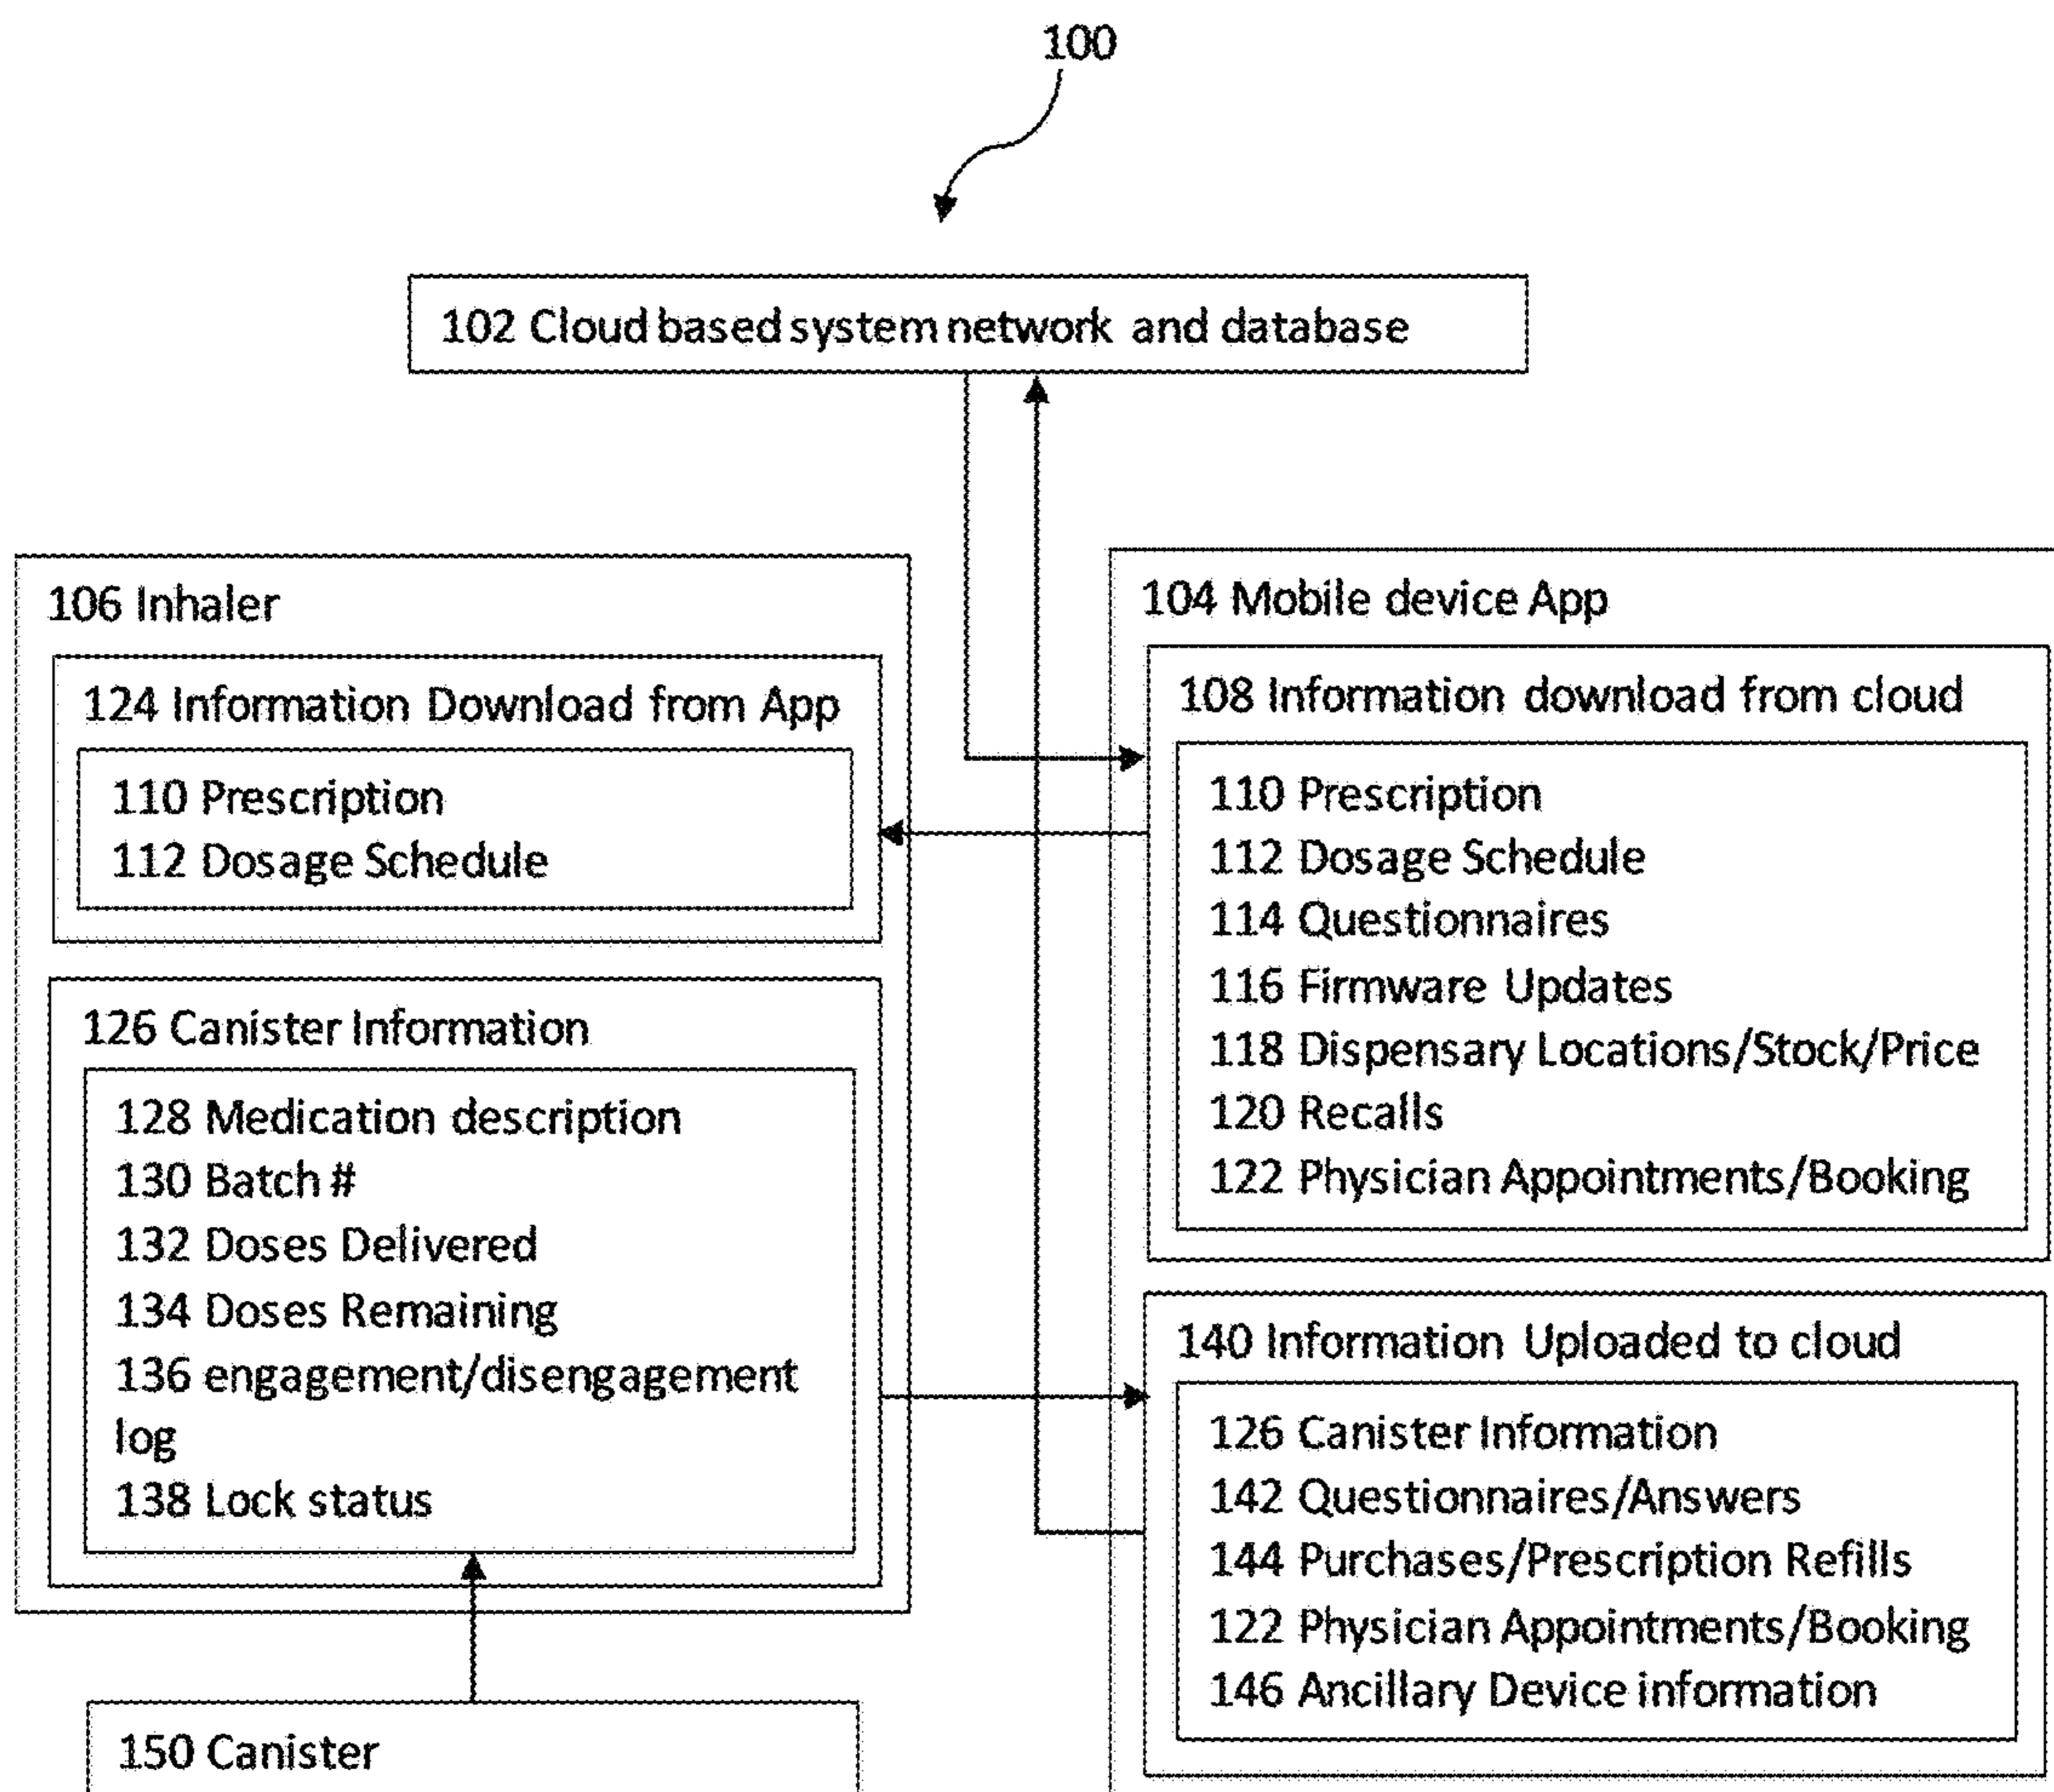 100
102 Cloud based system network and database
106 Inhaler
124 Information Download from App
110 Prescription
112 Dosage Schedule
126 Canister Information
128 Medication description
130 Batch #
132 Doses Delivered
134 Doses Remaining
136 engagement/disengagement
log
138 Lock status
150 Canister
104 Mobile device App
108 Information download from cloud
110 Prescription
112 Dosage Schedule
114 Questionnaires
116 Firmware Updates
118 Dispensary Locations/Stock/Price
120 Recalls
122 Physician Appointments/Booking
140 Information Uploaded to cloud
126 Canister Information
142 Questionnaires/Answers
144 Purchases/Prescription Refills
122 Physician Appointments/Booking
146 Ancillary Device information